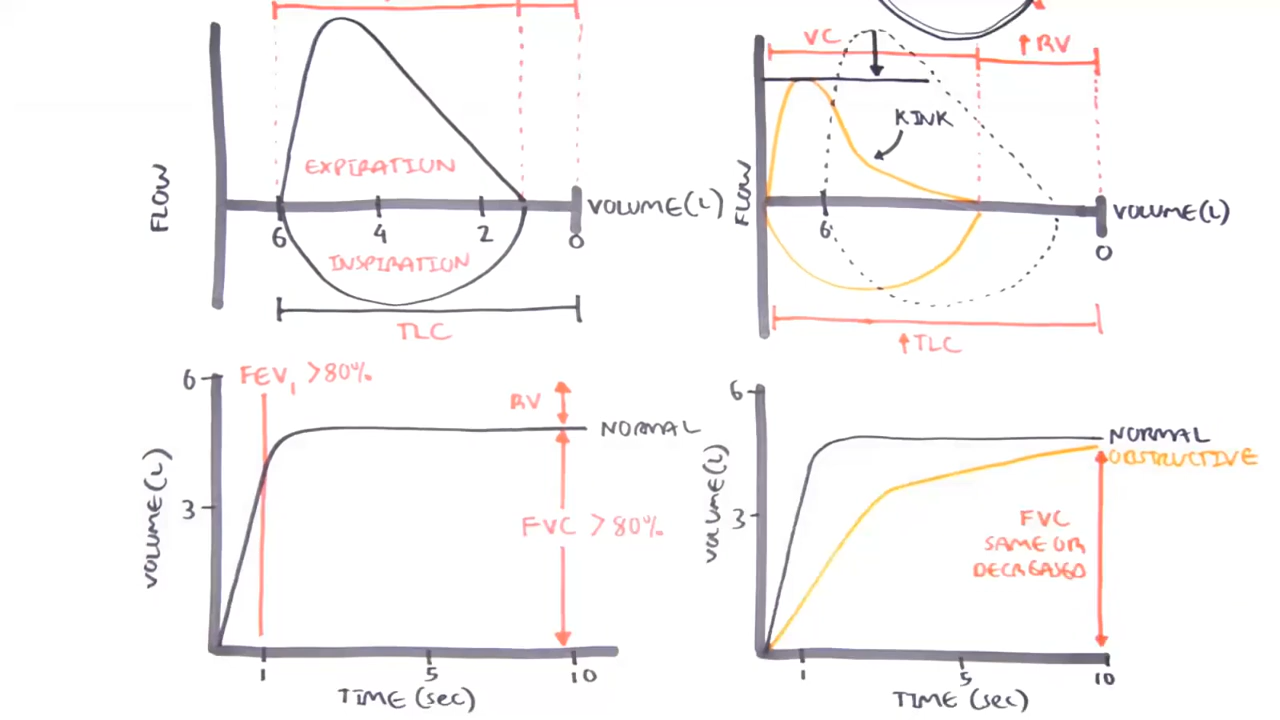 EXPIRATION
FLOW
VOLUME(L)
6
4
2
0
INSPIRATION
TLC
VC
↑RV
KINK
FLOW
VOLUME(L)
6
0
↑TLC
FEV₁ >80%
6
3
VOLUME(L)
RV
NORMAL
FVC >80%
1
5
10
TIME (sec)
6
3
VOLUME(L)
NORMAL
OBSTRUCTIVE
FVC
SAME OR
DECREASED
1
5
10
TIME (sec)